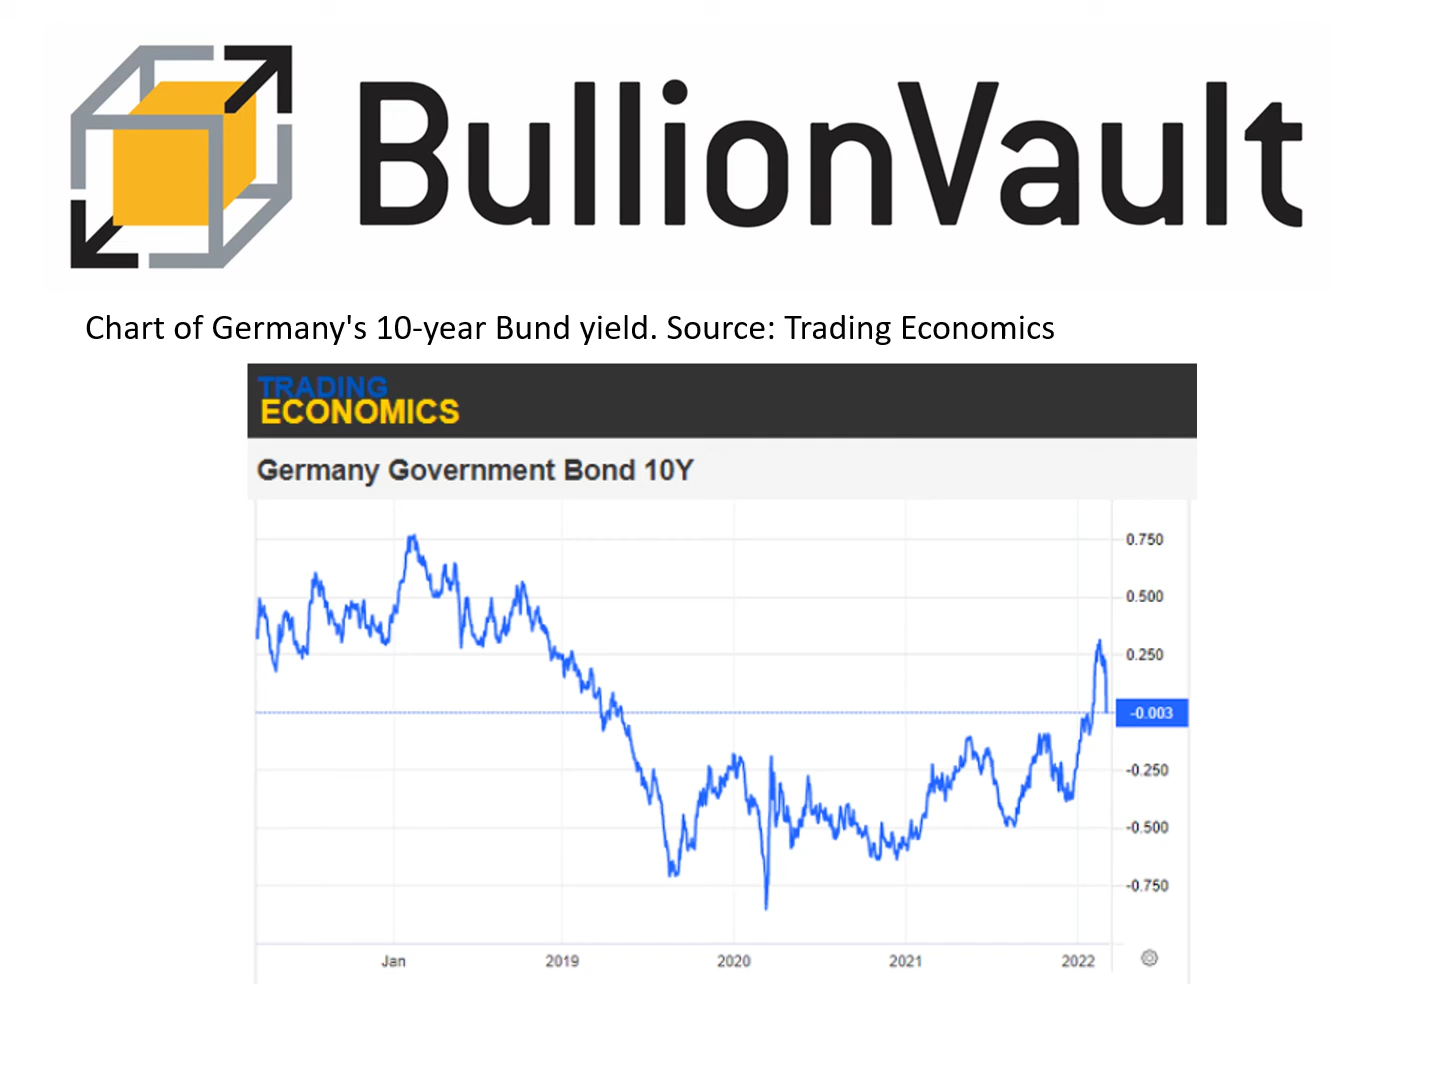 BullionVault
Chart of Germany's 10-year Bund yield. Source: Trading Economics
TRADING
ECONOMICS
Germany Government Bond 10Y
0.750
0.500
0.250
-0.003
-0.250
-0.500
-0.750
Jan 2019 2020 2021 2022